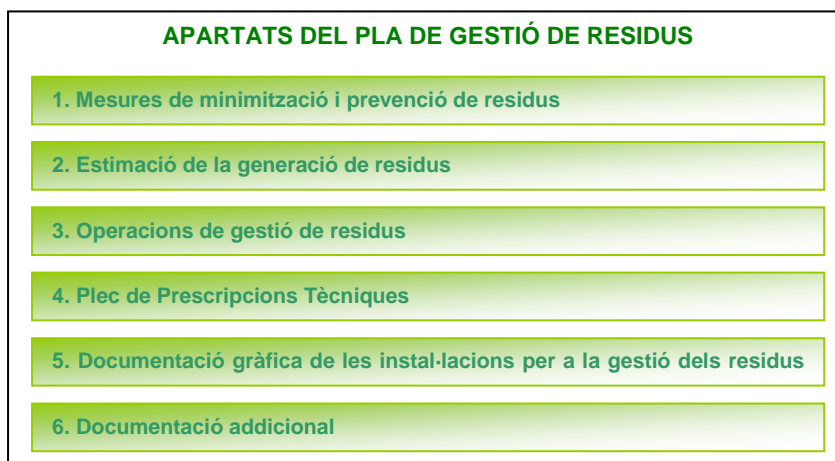 APARTATS DEL PLA DE GESTIÓ DE RESIDUS
1. Mesures de minimització i prevenció de residus
2. Estimació de la generació de residus
3. Operacions de gestió de residus
4. Plec de Prescripcions Tècniques
5. Documentació gràfica de les instal·lacions per a la gestió dels residus
6. Documentació addicional